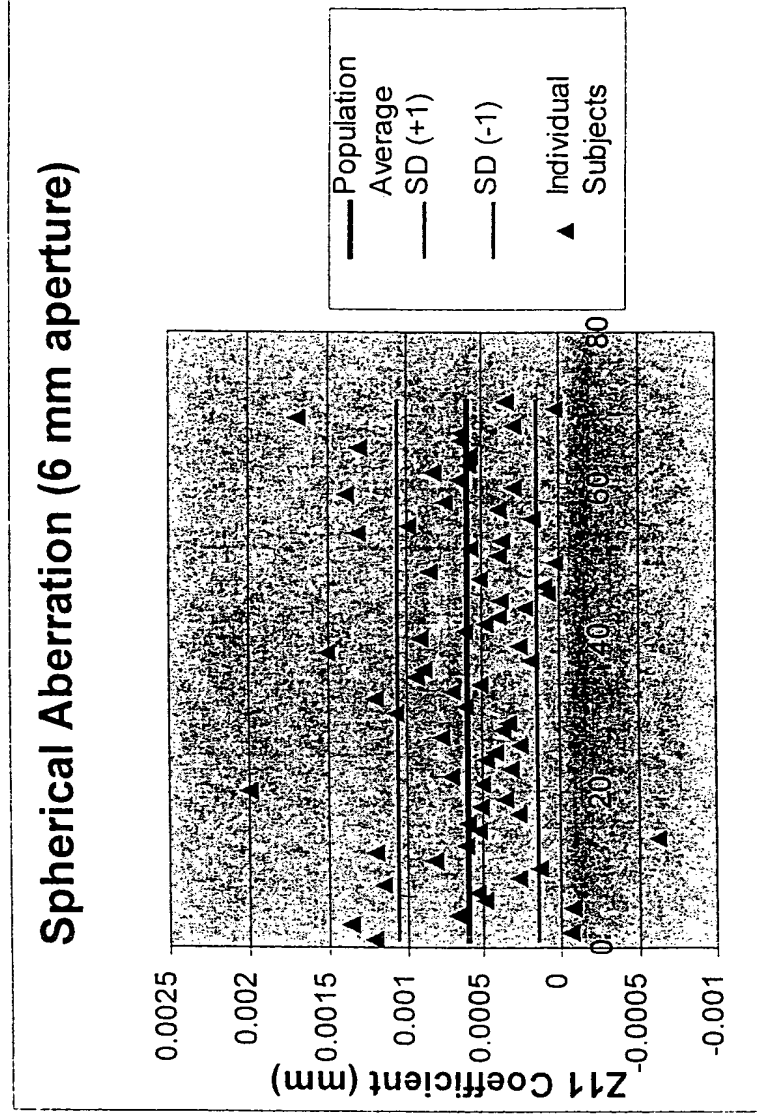 Spherical Aberration (6 mm aperture)
Z11 Coefficient (mm)
0.0025
0.002
0.0015
0.001
0.0005
0
-0.0005
-0.001
0
20
40
60
80
Population
Average
SD (+1)
SD (-1)
Individual
Subjects